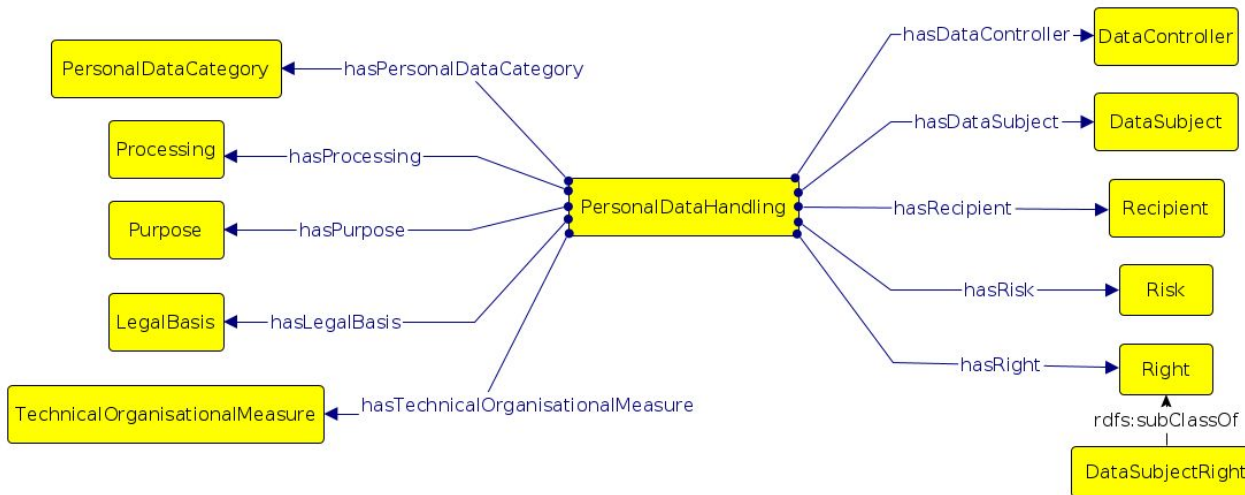 hasDataController
DataController
PersonalDataCategory
hasPersonalDataCategory
hasDataSubject
DataSubject
Processing
hasProcessing
PersonalDataHandling
hasRecipient
Recipient
Purpose
hasPurpose
hasRisk
Risk
LegalBasis
hasLegalBasis
hasRight
Right
TechnicalOrganisationalMeasure
hasTechnicalOrganisationalMeasure
rdfs:subClassOf
DataSubjectRight